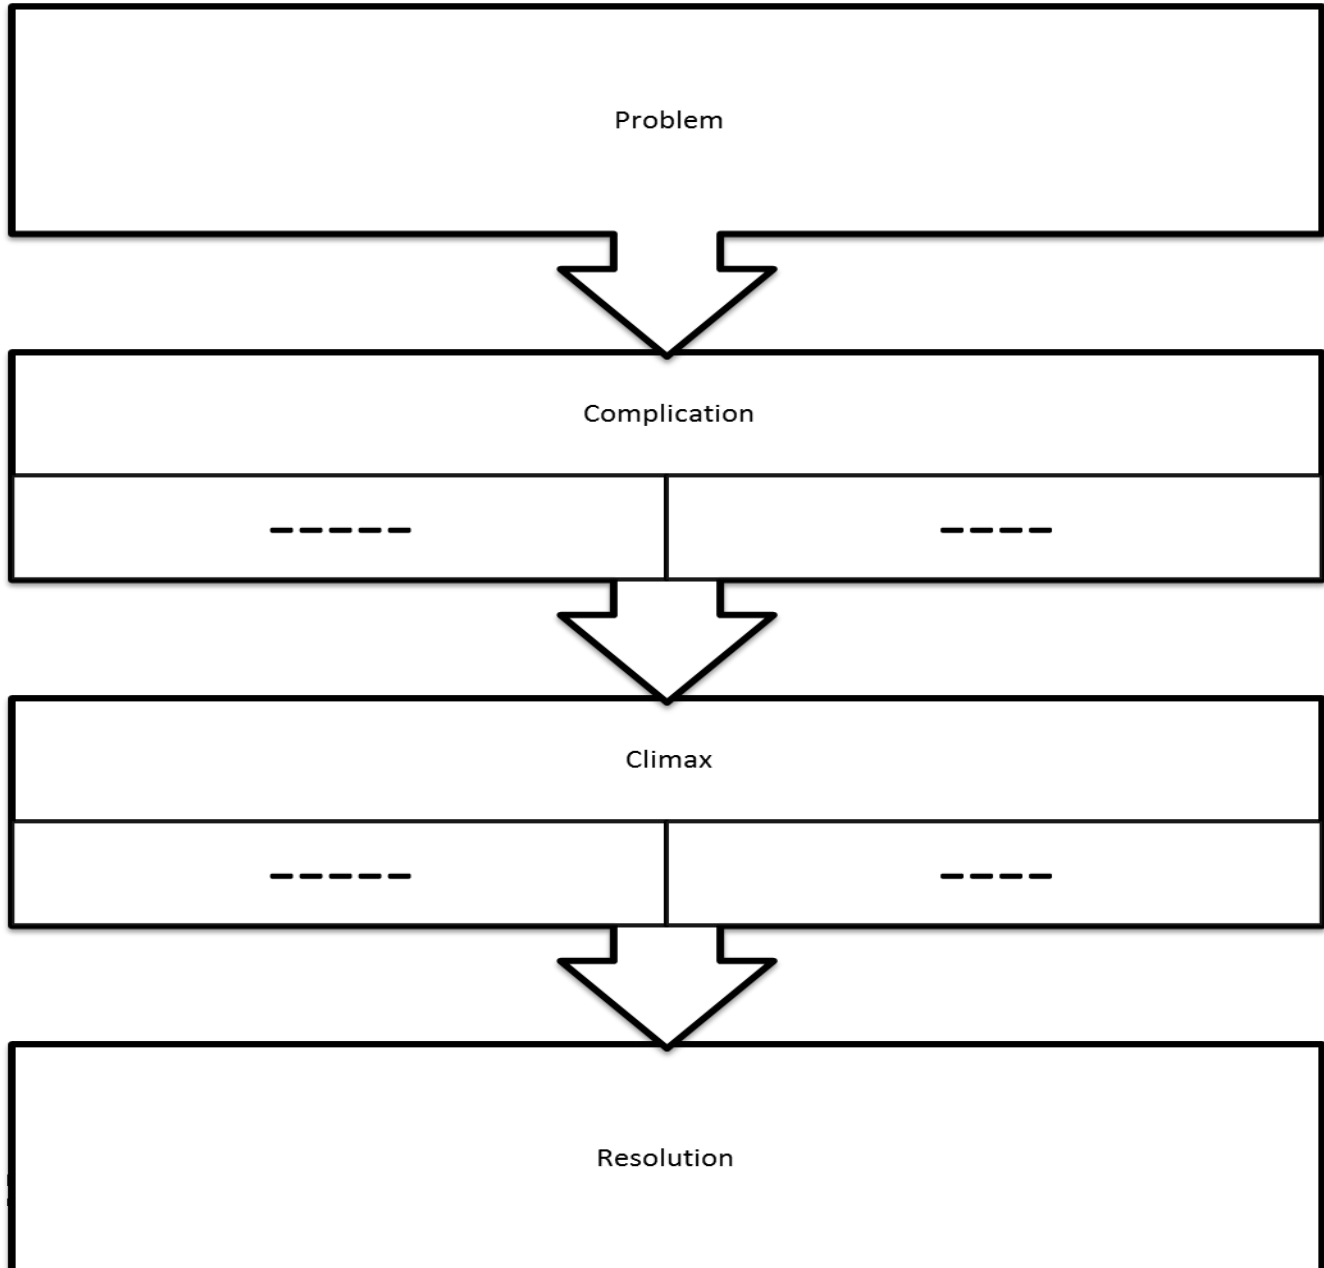 Problem
Complication
----- ----
Climax
----- ----
Resolution